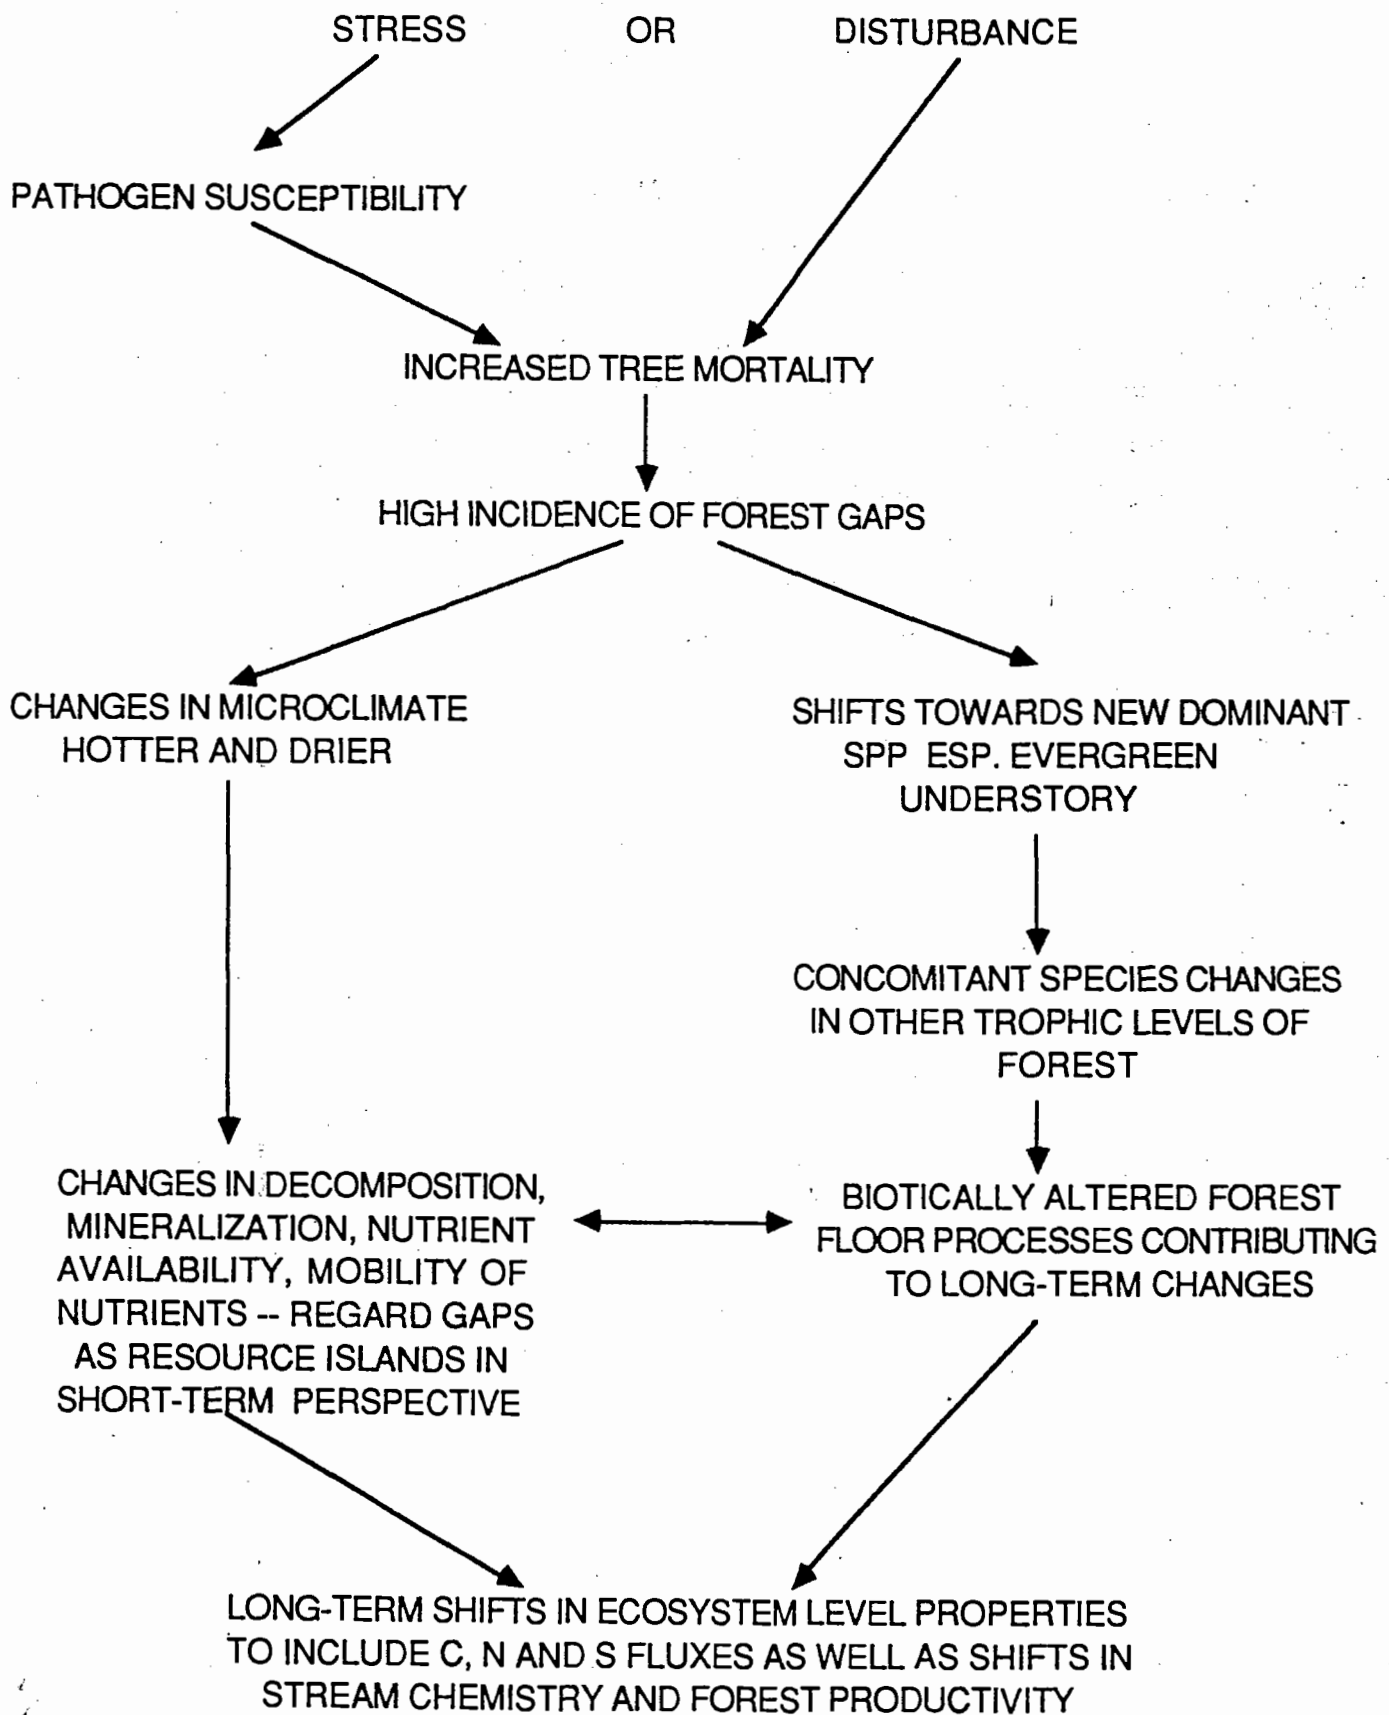 STRESS OR DISTURBANCE
PATHOGEN SUSCEPTIBILITY
INCREASED TREE MORTALITY
HIGH INCIDENCE OF FOREST GAPS
CHANGES IN MICROCLIMATE
HOTTER AND DRIER
SHIFTS TOWARDS NEW DOMINANT
SPP ESP. EVERGREEN
UNDERSTORY
CONCOMITANT SPECIES CHANGES
IN OTHER TROPHIC LEVELS OF
FOREST
CHANGES IN DECOMPOSITION,
MINERALIZATION, NUTRIENT
AVAILABILITY, MOBILITY OF
NUTRIENTS -- REGARD GAPS
AS RESOURCE ISLANDS IN
SHORT-TERM PERSPECTIVE
BIOTICALLY ALTERED FOREST
FLOOR PROCESSES CONTRIBUTING
TO LONG-TERM CHANGES
LONG-TERM SHIFTS IN ECOSYSTEM LEVEL PROPERTIES
TO INCLUDE C, N AND S FLUXES AS WELL AS SHIFTS IN
STREAM CHEMISTRY AND FOREST PRODUCTIVITY